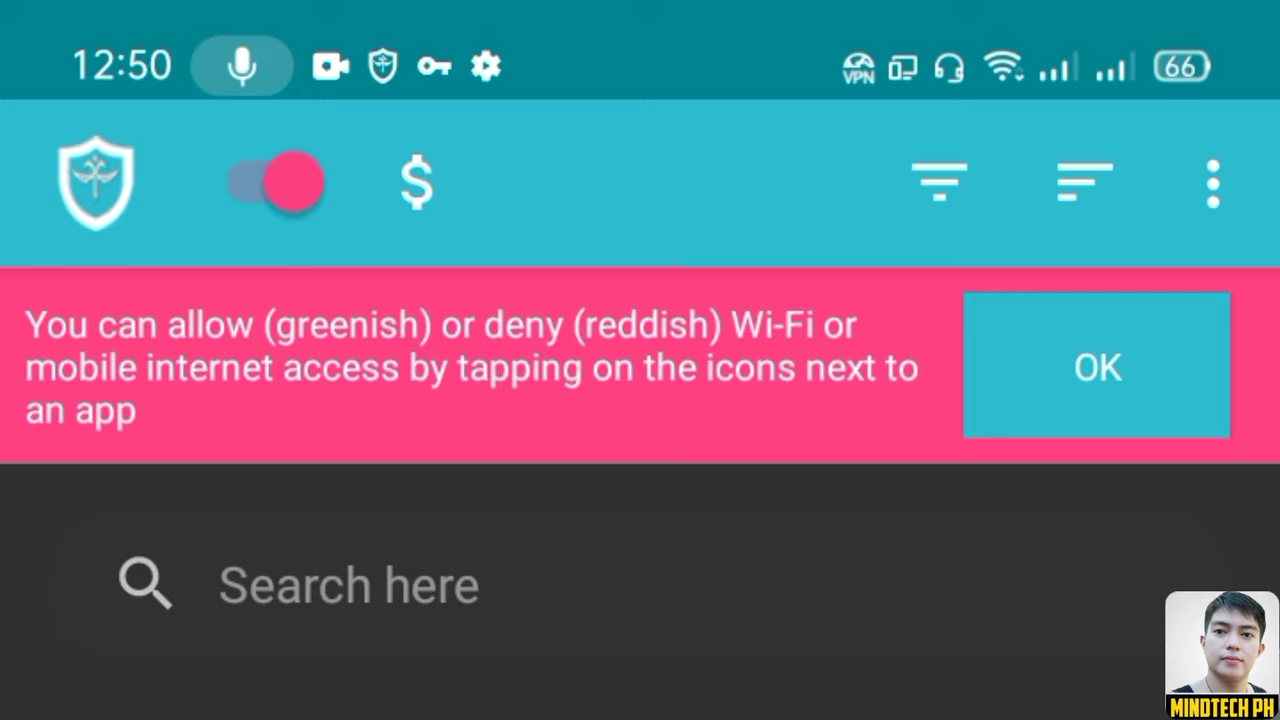 12:50
VPN
66
$
You can allow (greenish) or deny (reddish) Wi-Fi or
mobile internet access by tapping on the icons next to
an app
OK
Search here
MINDTECH PH